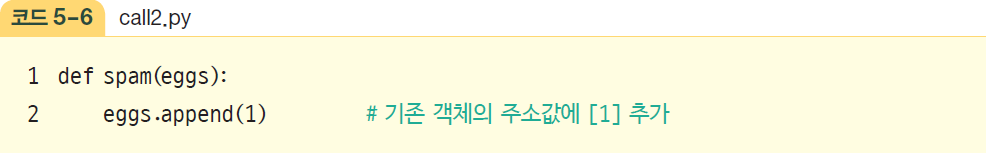 코드 5-6 call2.py
1 def spam(eggs):
2 eggs.append(1) # 기존 객체의 주소값에 [1] 추가